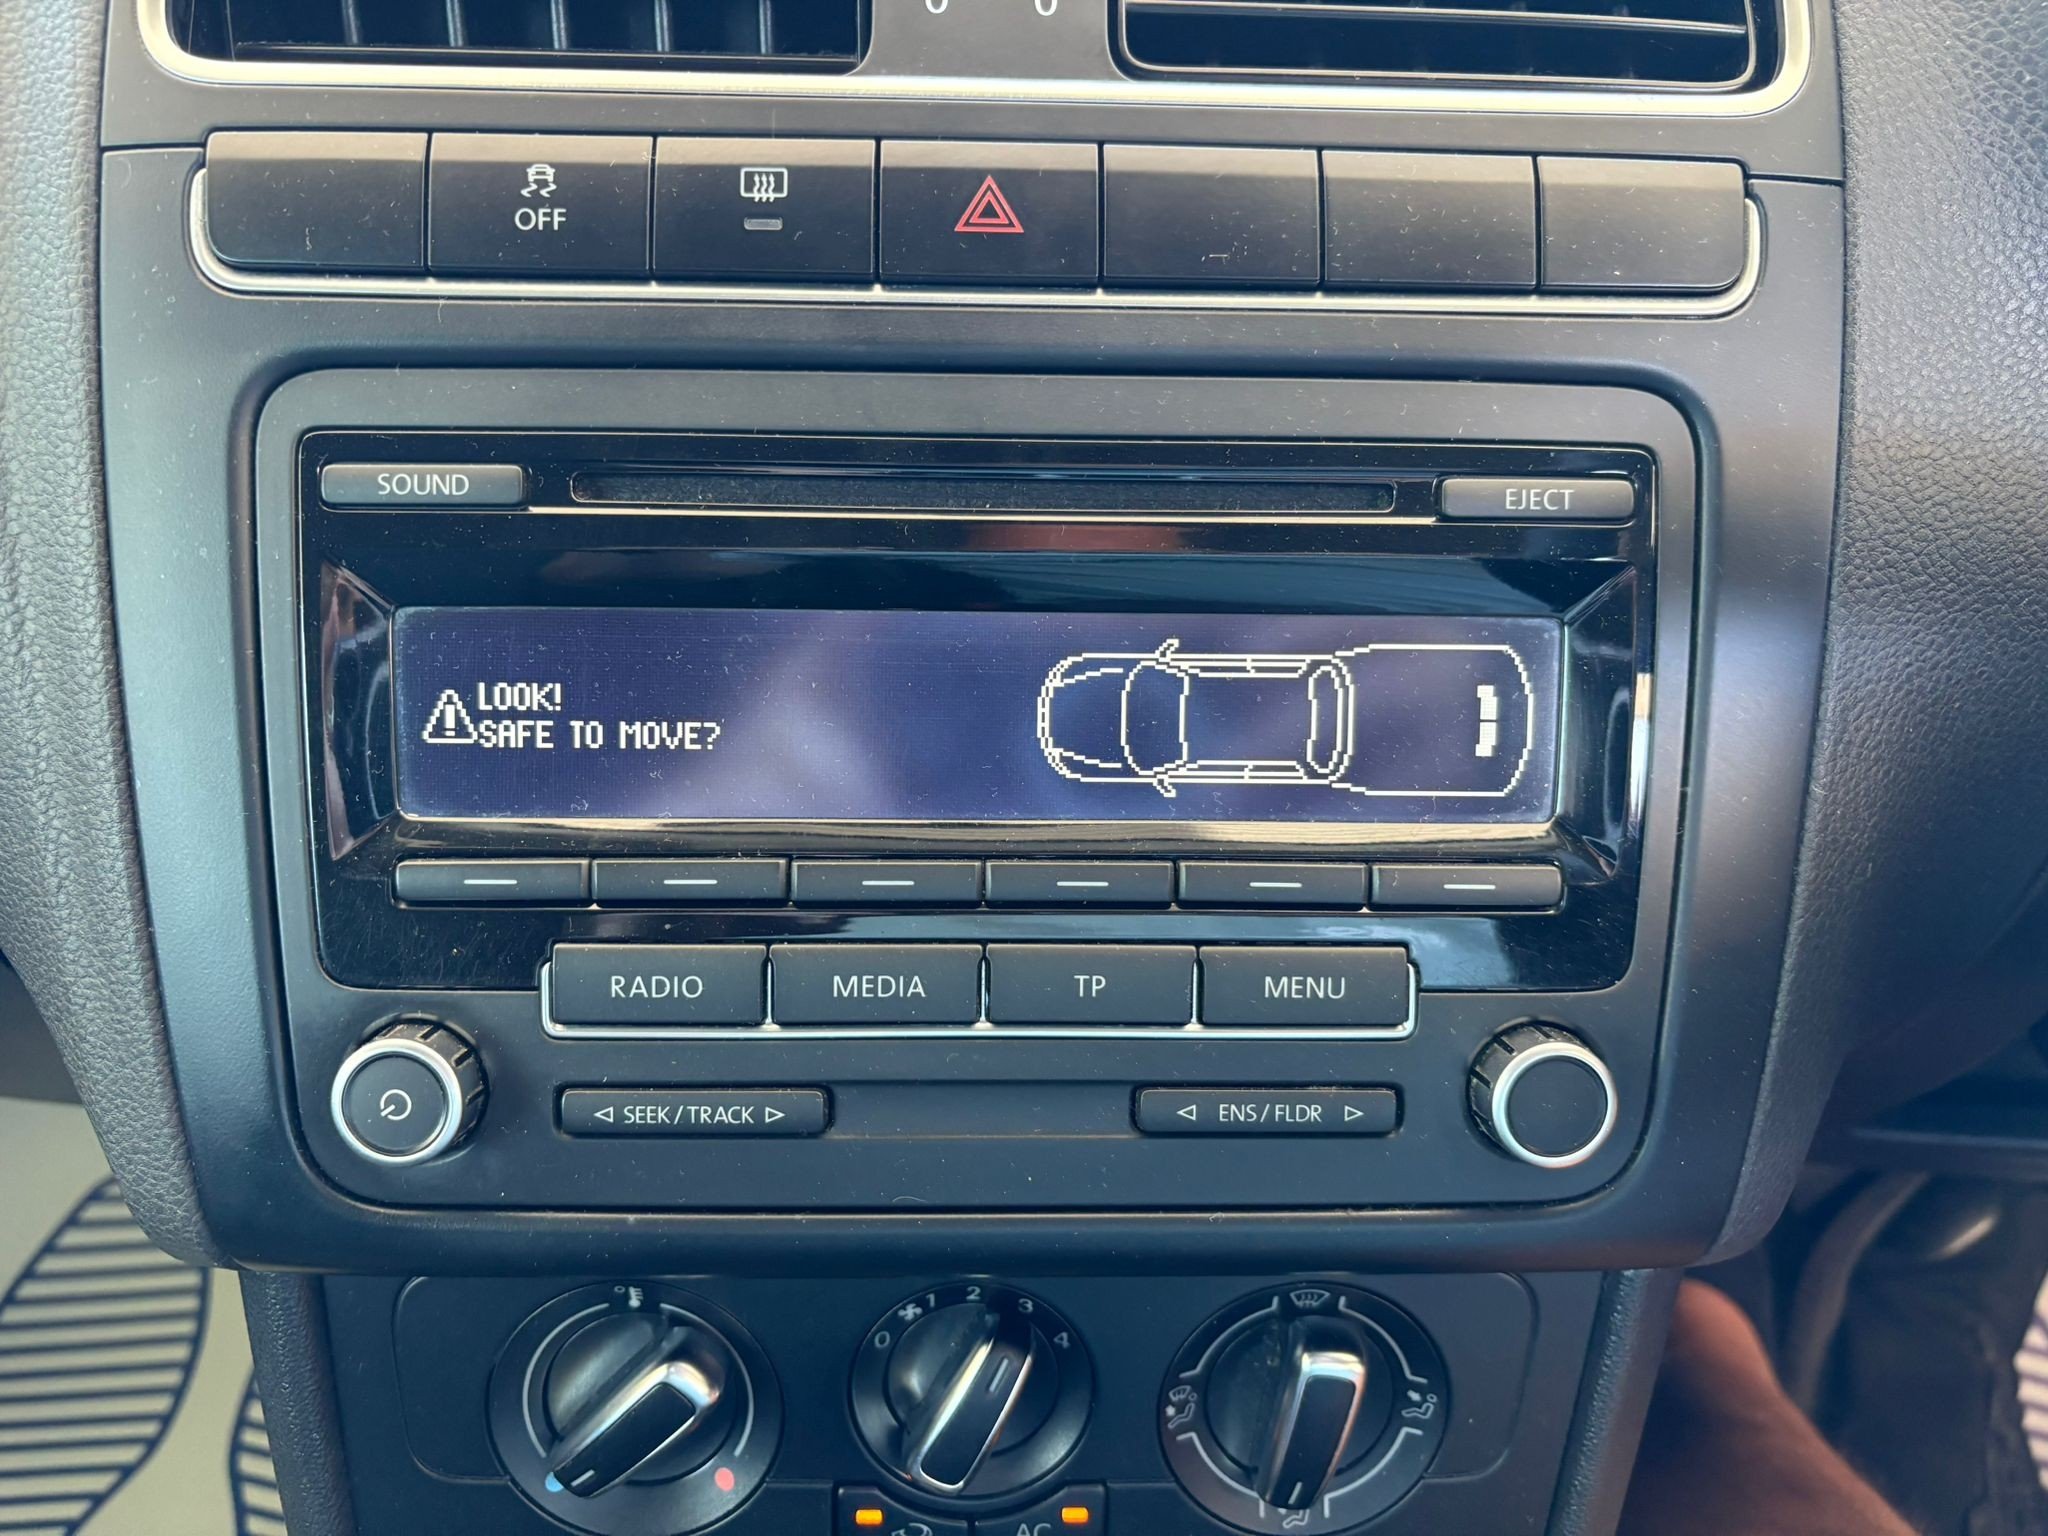 OFF
SOUND
EJECT
LOOK!
SAFE TO MOVE?
RADIO
MEDIA
TP
MENU
SEEK / TRACK
ENS / FLDR
0 1 2 3 4
AC